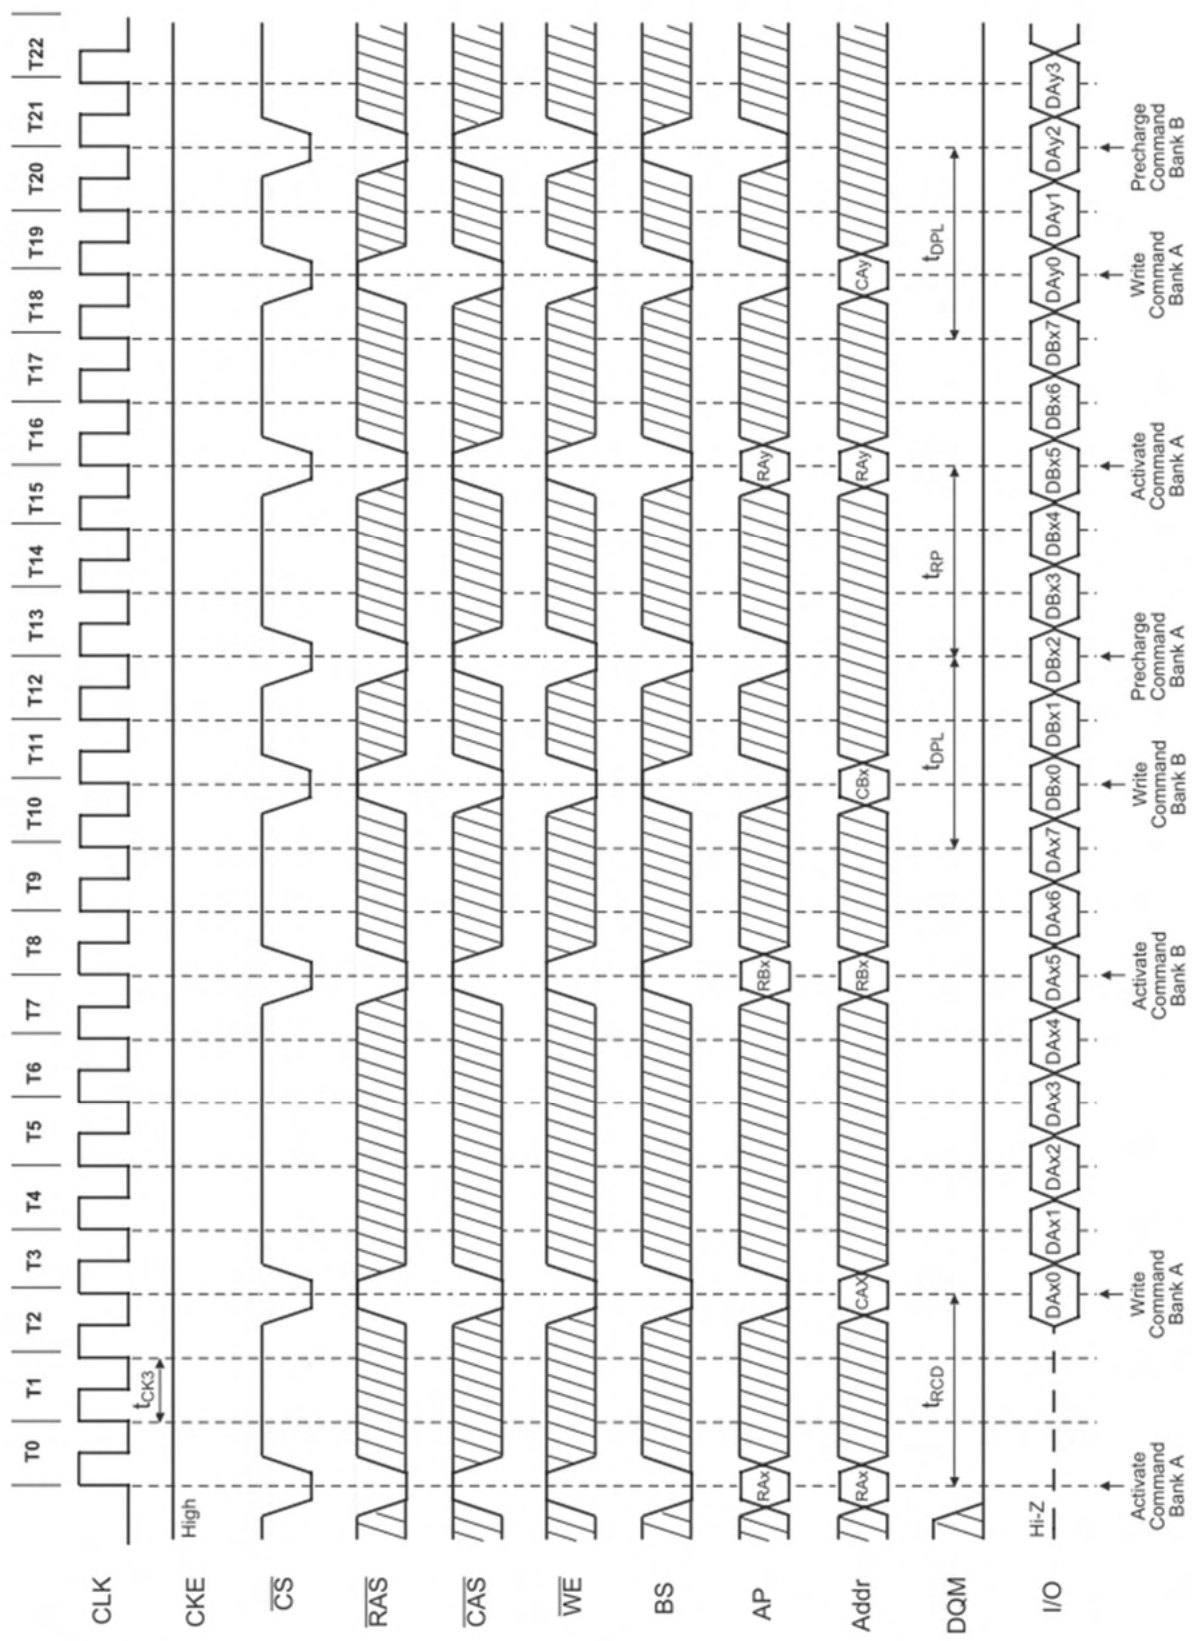 T0 T1 T2 T3 T4 T5 T6 T7 T8 T9 T10 T11 T12 T13 T14 T15 T16 T17 T18 T19 T20 T21 T22
CLK
tCK3
CKE
High
CS
RAS
CAS
WE
BS
AP
RAx RBx RAy
Addr
RAx CAX RBx CBx RAy CAy
DQM
tRCD tDPL tRP tDPL
I/O
Hi-Z
DAx0 DAx1 DAx2 DAx3 DAx4 DAx5 DAx6 DAx7 DBx0 DBx1 DBx2 DBx3 DBx4 DBx5 DBx6 DBx7 DAy0 DAy1 DAy2 DAy3
Activate
Command
Bank A
Write
Command
Bank A
Activate
Command
Bank B
Write
Command
Bank B
Precharge
Command
Bank A
Activate
Command
Bank A
Write
Command
Bank A
Precharge
Command
Bank B